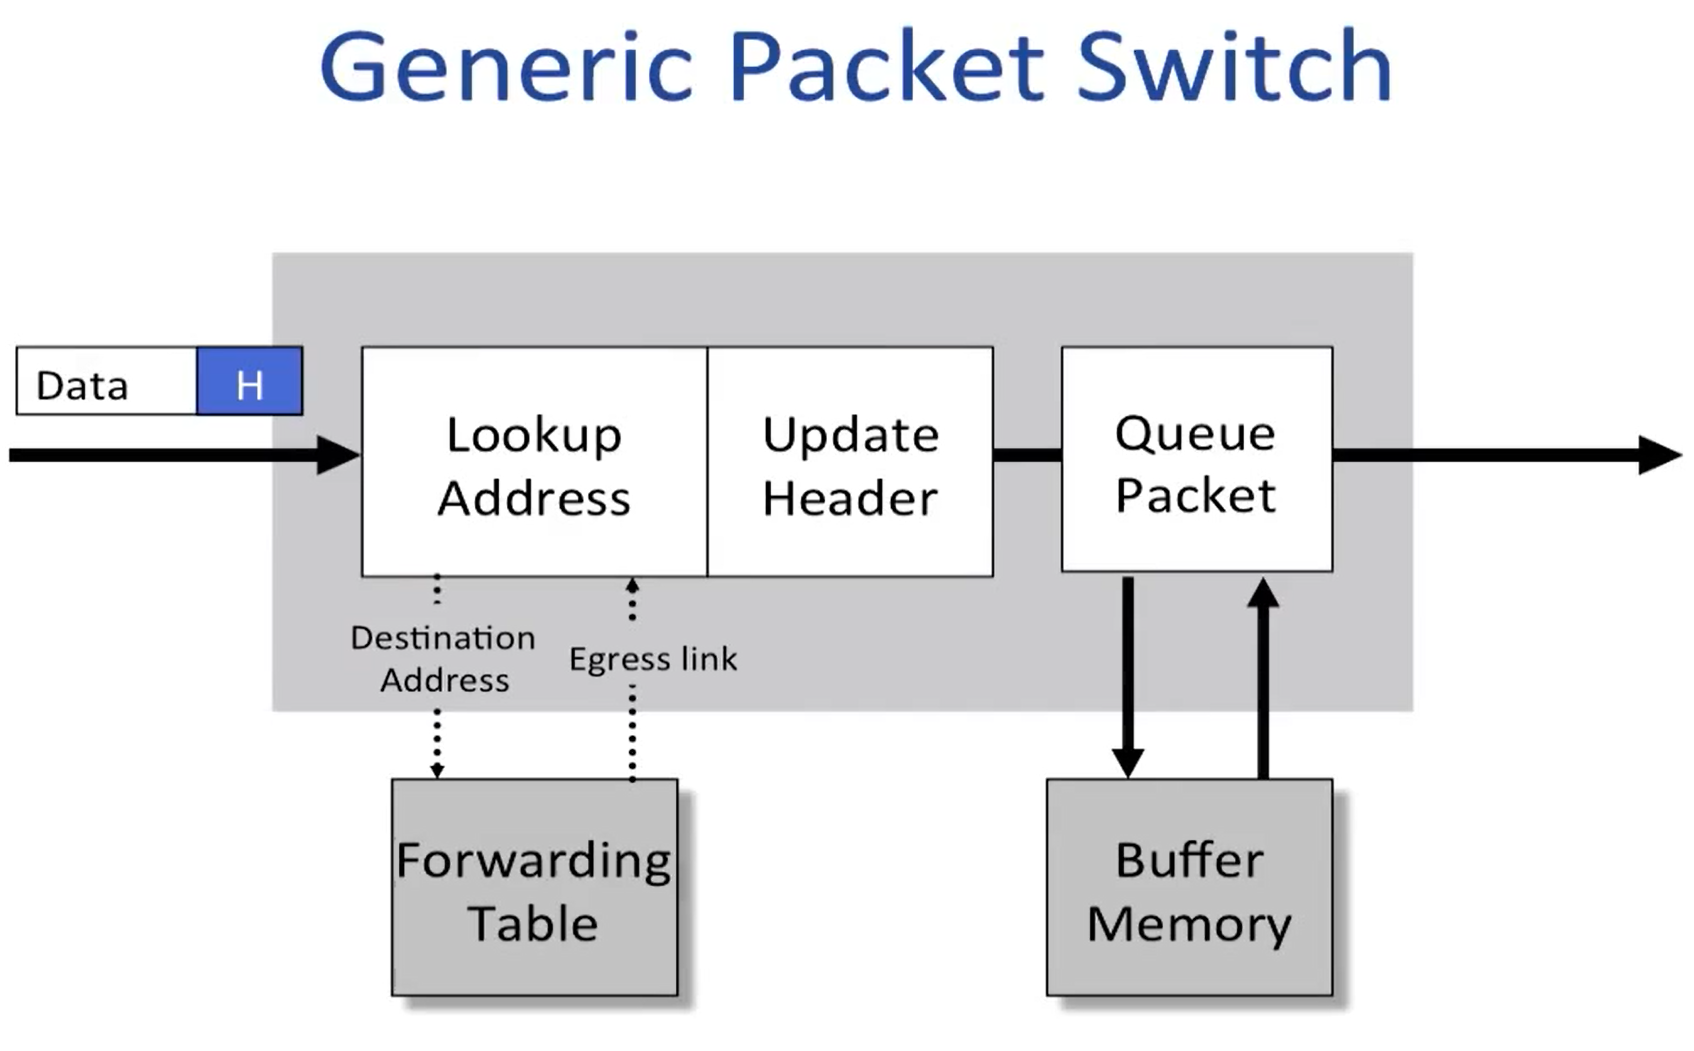 Generic Packet Switch
Data
H
Lookup
Address
Update
Header
Queue
Packet
Destination
Address
Egress link
Forwarding
Table
Buffer
Memory